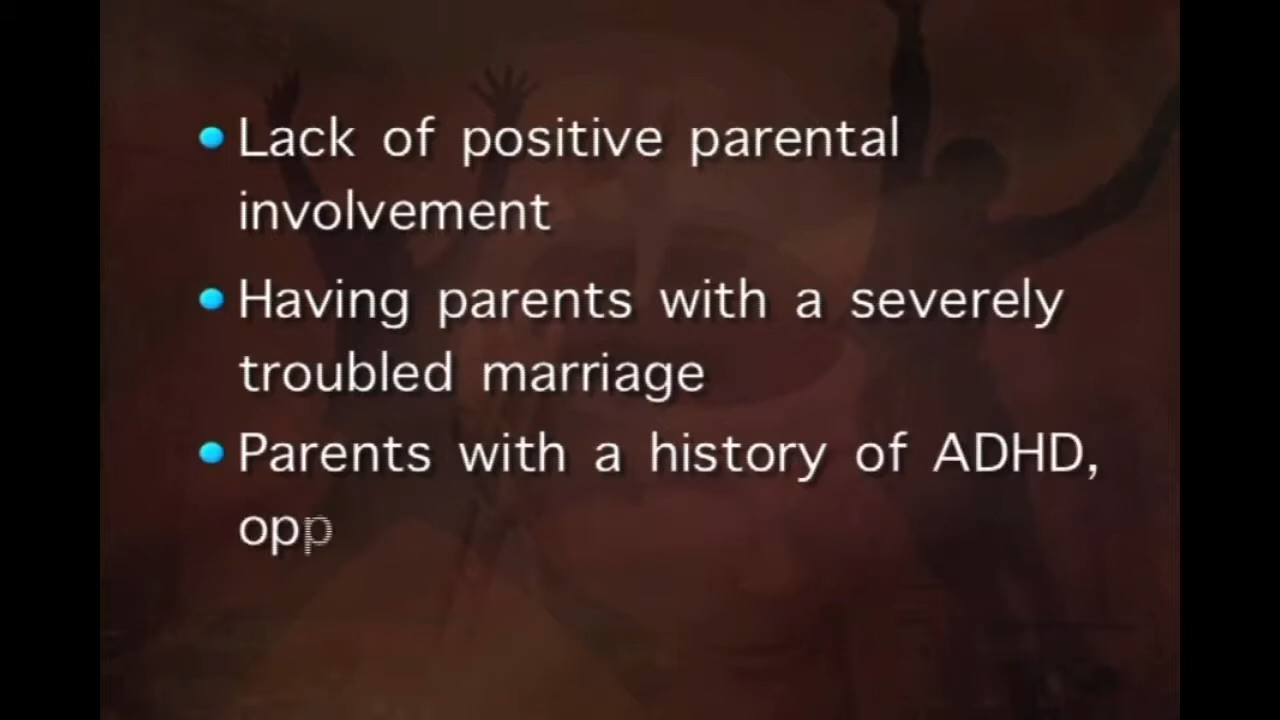 • Lack of positive parental
involvement
• Having parents with a severely
troubled marriage
• Parents with a history of ADHD,
opp